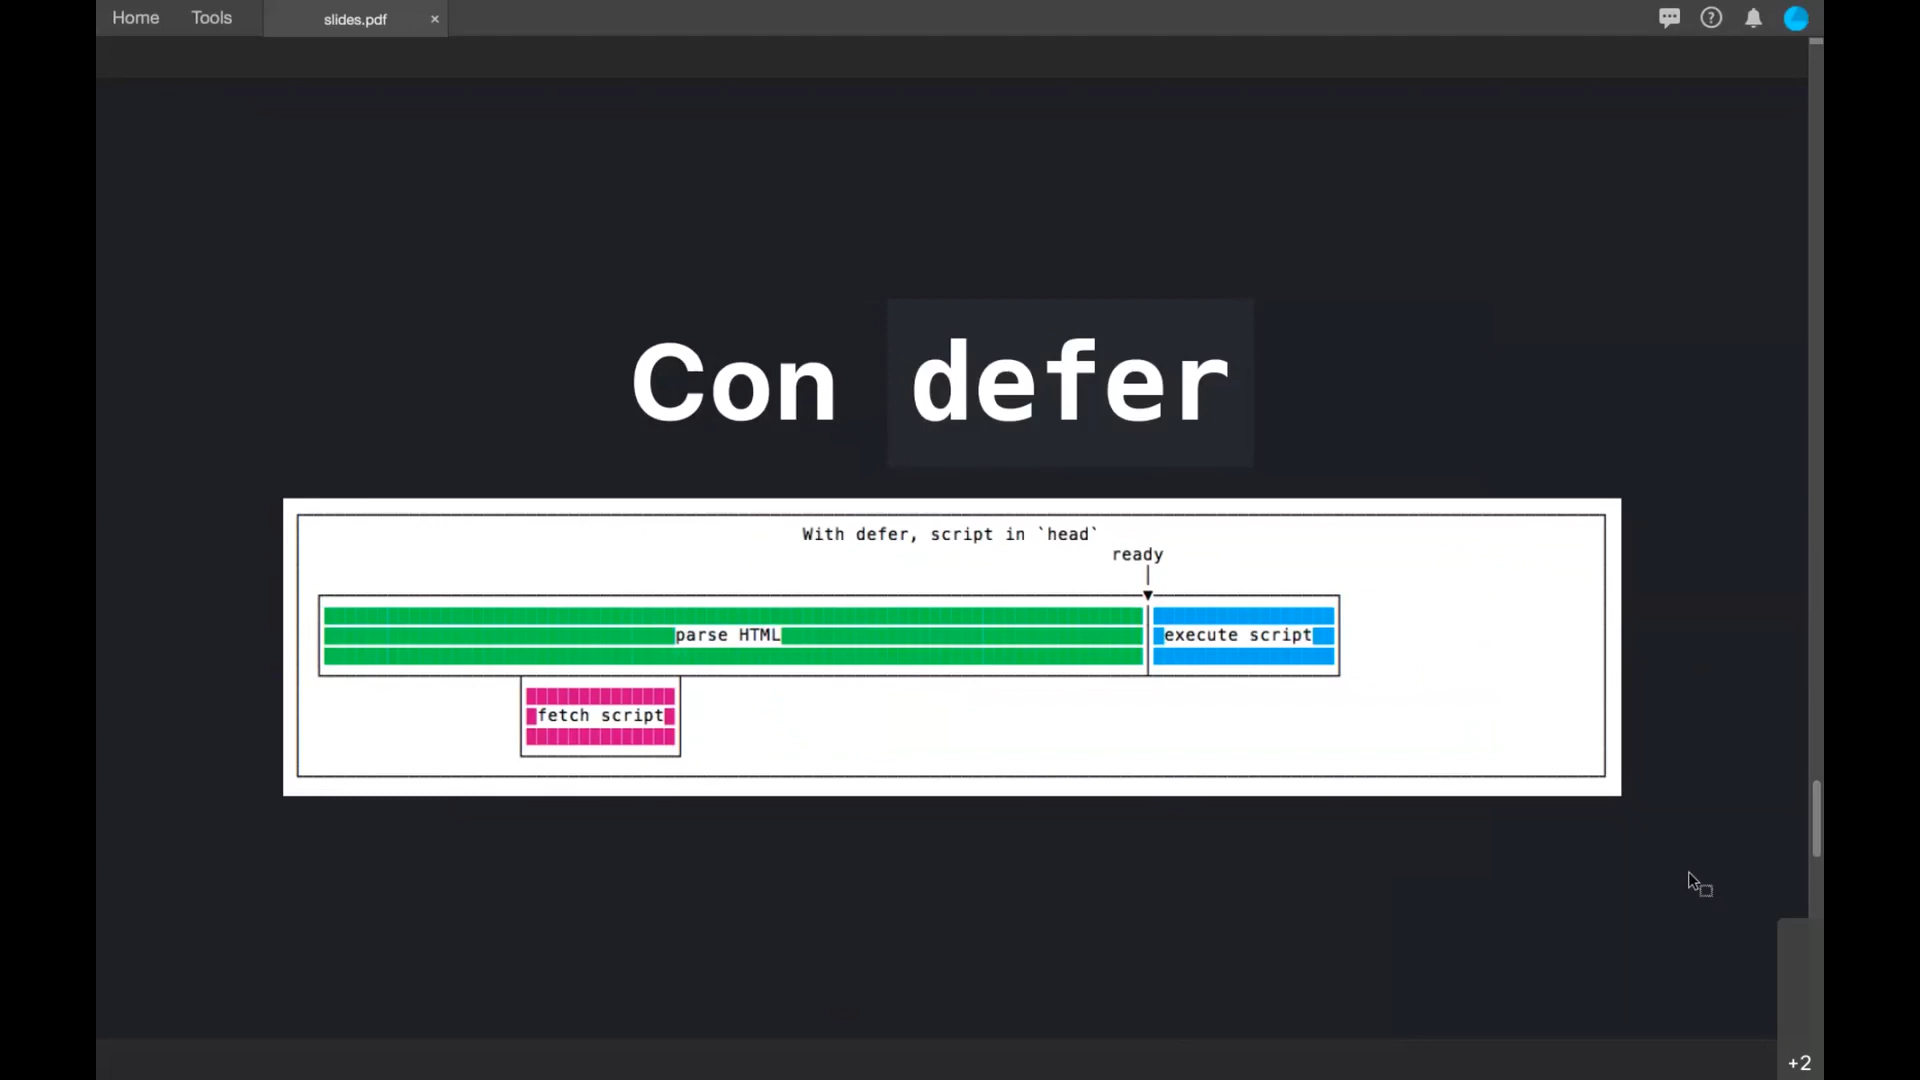 Home Tools slides.pdf ×
Con defer
With defer, script in `head`
ready
parse HTML execute script
fetch script
+2